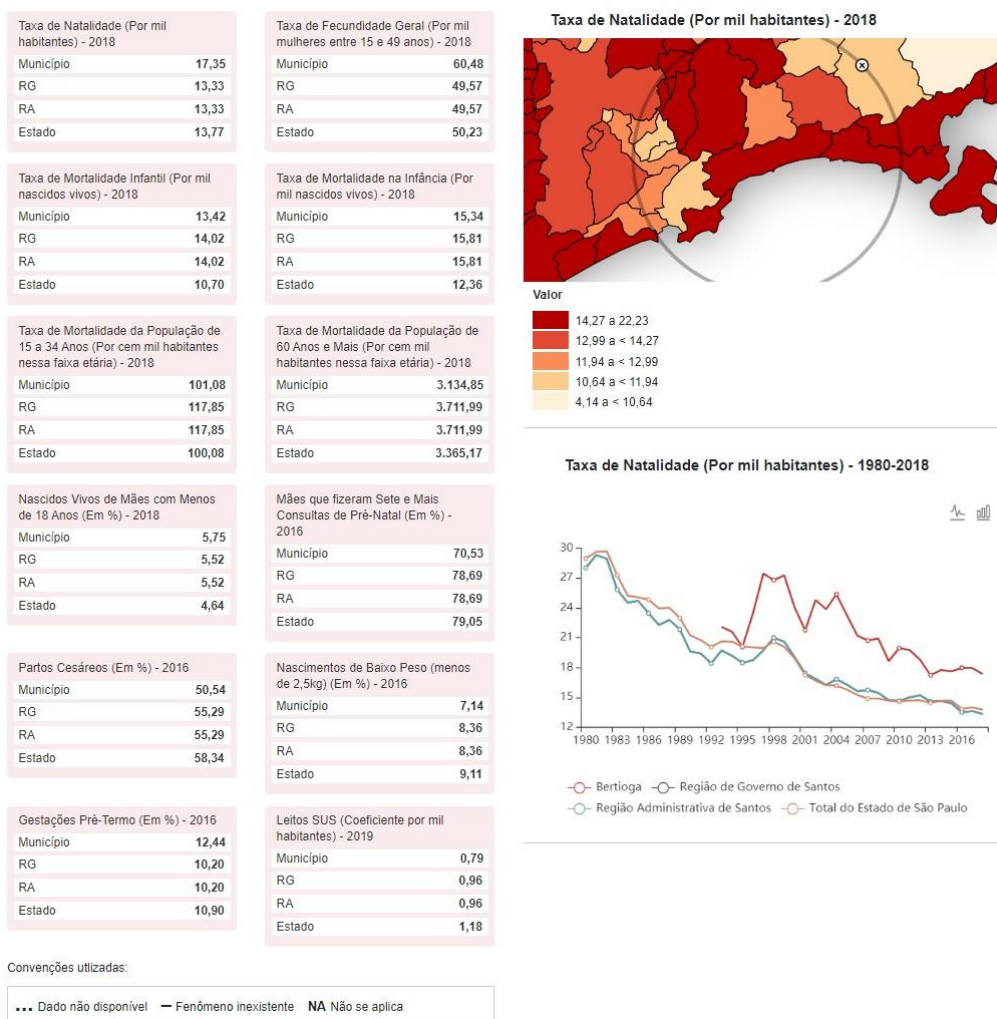 Taxa de Natalidade (Por mil
habitantes) - 2018
Município 17,35
RG 13,33
RA 13,33
Estado 13,77
Taxa de Fecundidade Geral (Por mil
mulheres entre 15 e 49 anos) - 2018
Município 60,48
RG 49,57
RA 49,57
Estado 50,23
Taxa de Mortalidade Infantil (Por mil
nascidos vivos) - 2018
Município 13,42
RG 14,02
RA 14,02
Estado 10,70
Taxa de Mortalidade na Infância (Por
mil nascidos vivos) - 2018
Município 15,34
RG 15,81
RA 15,81
Estado 12,36
Taxa de Mortalidade da População de
15 a 34 Anos (Por cem mil habitantes
nessa faixa etária) - 2018
Município 101,08
RG 117,85
RA 117,85
Estado 100,08
Taxa de Mortalidade da População de
60 Anos e Mais (Por cem mil
habitantes nessa faixa etária) - 2018
Município 3.134,85
RG 3.711,99
RA 3.711,99
Estado 3.365,17
Nascidos Vivos de Mães com Menos
de 18 Anos (Em %) - 2018
Município 5,75
RG 5,52
RA 5,52
Estado 4,64
Mães que fizeram Sete e Mais
Consultas de Pré-Natal (Em %) -
2016
Município 70,53
RG 78,69
RA 78,69
Estado 79,05
Partos Cesáreos (Em %) - 2016
Município 50,54
RG 55,29
RA 55,29
Estado 58,34
Nascimentos de Baixo Peso (menos
de 2,5kg) (Em %) - 2016
Município 7,14
RG 8,36
RA 8,36
Estado 9,11
Gestações Pré-Termo (Em %) - 2016
Município 12,44
RG 10,20
RA 10,20
Estado 10,90
Leitos SUS (Coeficiente por mil
habitantes) - 2019
Município 0,79
RG 0,96
RA 0,96
Estado 1,18
Convenções utlizadas:
... Dado não disponível – Fenômeno inexistente NA Não se aplica
Taxa de Natalidade (Por mil habitantes) - 2018
Valor
14,27 a 22,23
12,99 a < 14,27
11,94 a < 12,99
10,64 a < 11,94
4,14 a < 10,64
Taxa de Natalidade (Por mil habitantes) - 1980-2018
30
27
24
21
18
15
12
1980 1983 1986 1989 1992 1995 1998 2001 2004 2007 2010 2013 2016
Bertioga Região de Governo de Santos
Região Administrativa de Santos Total do Estado de São Paulo